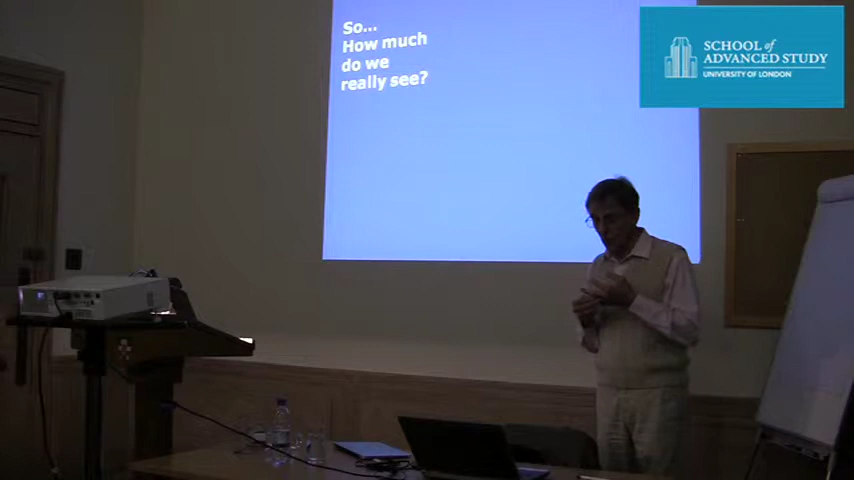 So...
How much
do we
really see?
SCHOOL of
ADVANCED STUDY
UNIVERSITY OF LONDON